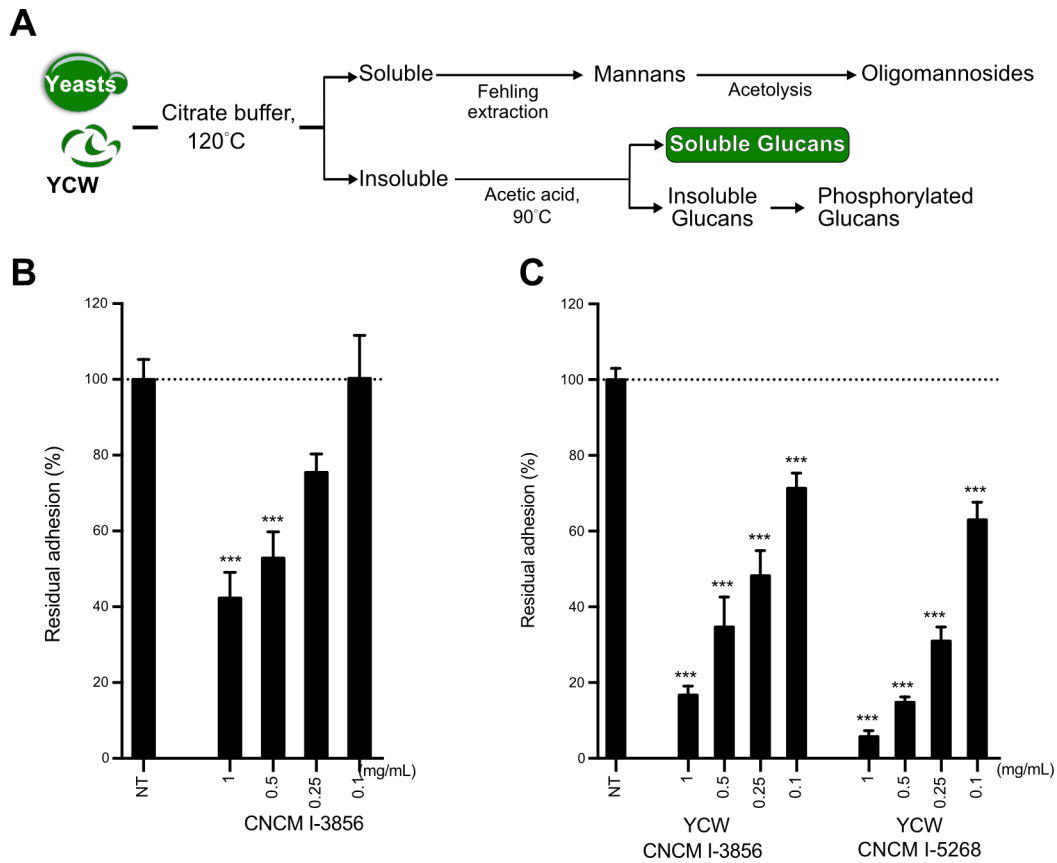 A
Yeasts
YCW
Citrate buffer,
120°C
Soluble
Fehling
extraction
Mannans
Acetolysis
Oligomannosides
Insoluble
Acetic acid,
90°C
Soluble Glucans
Insoluble
Glucans
Phosphorylated
Glucans
B
Residual adhesion (%)
120
100
80
60
40
20
0
***
***
NT
1
0.5
0.25
0.1
(mg/mL)
CNCM I-3856
C
Residual adhesion (%)
120
100
80
60
40
20
0
***
***
***
***
***
***
***
***
NT
1
0.5
0.25
0.1
1
0.5
0.25
0.1
(mg/mL)
YCW
CNCM I-3856
YCW
CNCM I-5268